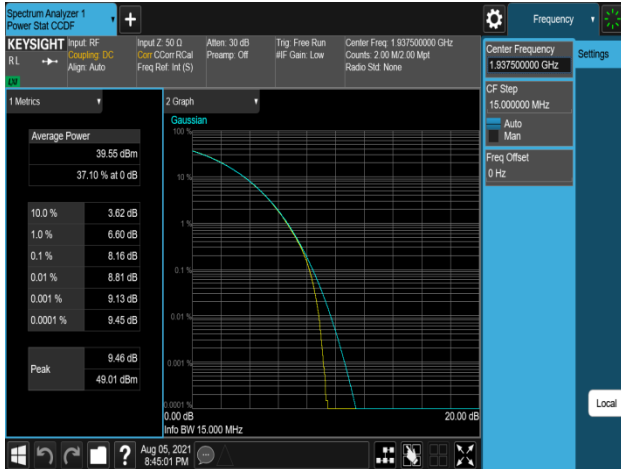 Spectrum Analyzer 1
Power Stat CCDF
+
Frequency
KEYSIGHT
RL
LXI
Input: RF
Coupling: DC
Align: Auto
Input Z: 50 Ω
Corr CCorr RCal
Freq Ref: Int (S)
Atten: 30 dB
Preamp: Off
Trig: Free Run
#IF Gain: Low
Center Freq: 1.937500000 GHz
Counts: 2.00 M/2.00 Mpt
Radio Std: None
Center Frequency
1.937500000 GHz
Settings
CF Step
15.000000 MHz
Auto
Man
Freq Offset
0 Hz
1 Metrics
Average Power
39.55 dBm
37.10 % at 0 dB
10.0 % 3.62 dB
1.0 % 6.60 dB
0.1 % 8.16 dB
0.01 % 8.81 dB
0.001 % 9.13 dB
0.0001 % 9.45 dB
Peak
9.46 dB
49.01 dBm
2 Graph
Gaussian
100 %
10 %
1 %
0.1 %
0.01 %
0.001 %
0.0001 %
0.00 dB
20.00 dB
Info BW 15.000 MHz
Local
?
Aug 05, 2021
8:45:01 PM